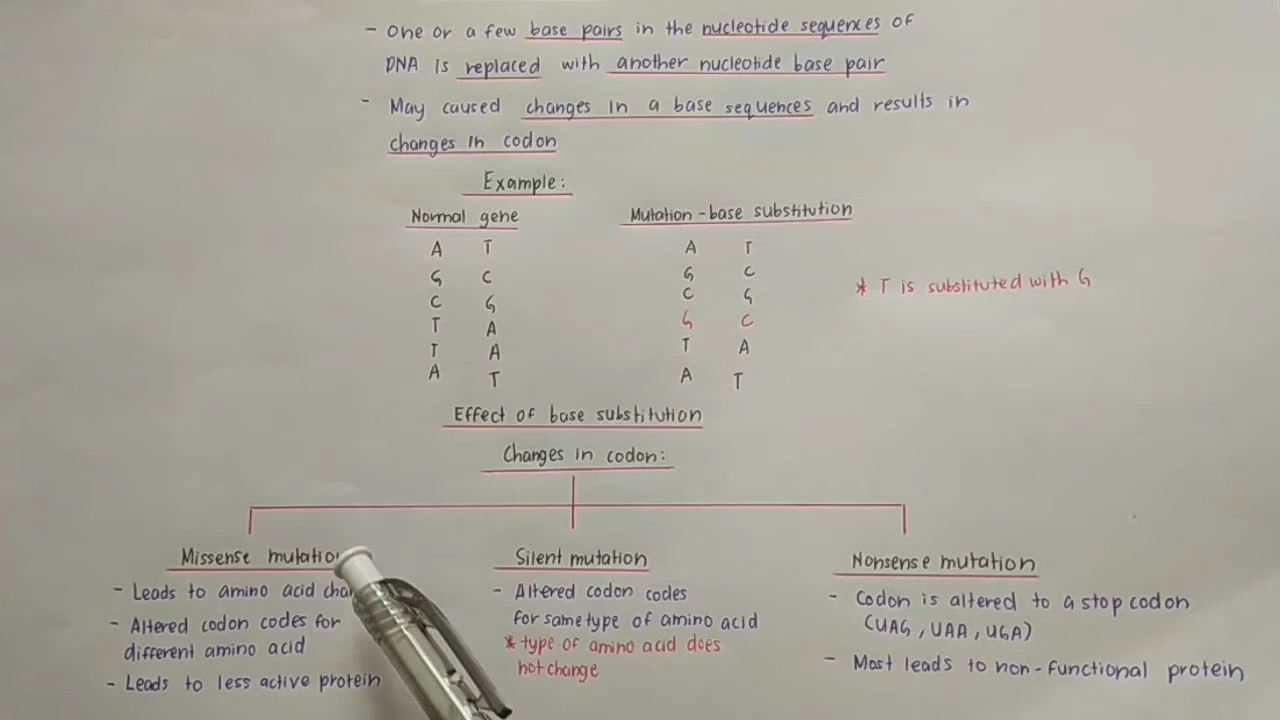 - One or a few base pairs in the nucleotide sequences of
DNA is replaced with another nucleotide base pair
- May caused changes in a base sequences and results in
changes in codon
Example:
Normal gene
A T
G C
C G
T A
T A
A T
Mutation - base substitution
A T
G C
C G
G C
T A
A T
* T is substituted with G
Effect of base substitution
Changes in codon:
Missense mutation
- Leads to amino acid
- Altered codon codes for
different amino acid
- Leads to less active protein
Silent mutation
- Altered codon codes
for same type of amino acid
* type of amino acid does
not change
Nonsense mutation
- Codon is altered to a stop codon
(UAG, UAA, UGA)
- Most leads to non-functional protein